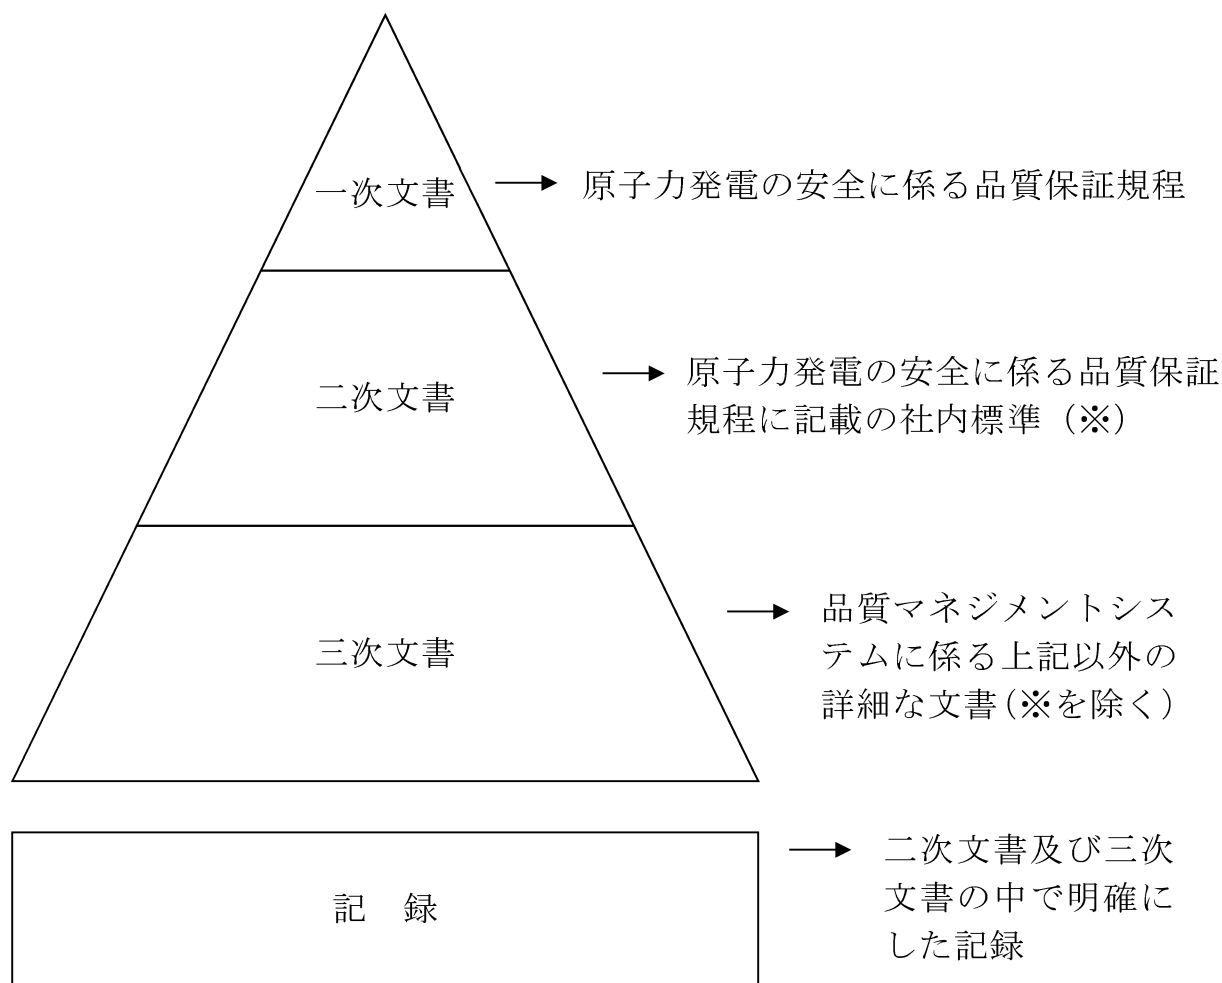 一次文書
原子力発電の安全に係る品質保証規程
二次文書
原子力発電の安全に係る品質保証
規程に記載の社内標準（※）
三次文書
品質マネジメントシス
テムに係る上記以外の
詳細な文書（※を除く）
記　録
二次文書及び三次
文書の中で明確に
した記録